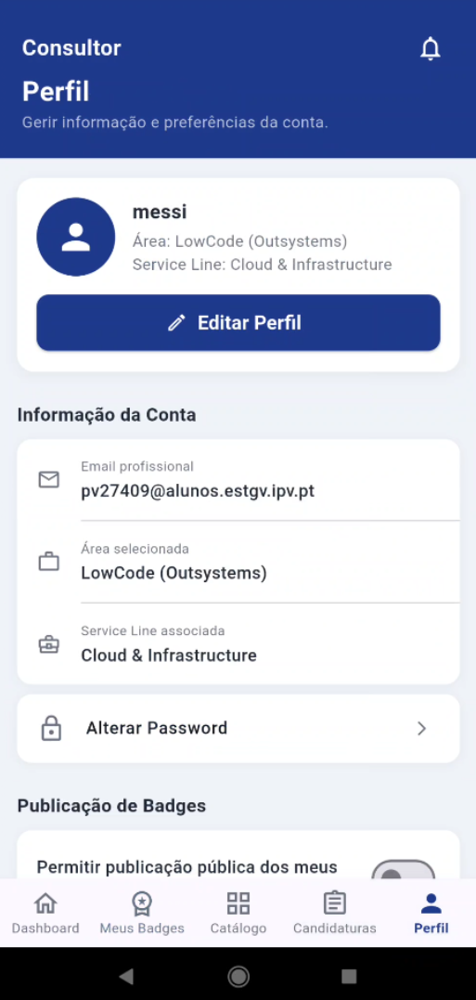 Consultor
Perfil
Gerir informação e preferências da conta.
messi
Área: LowCode (Outsystems)
Service Line: Cloud & Infrastructure
Editar Perfil
Informação da Conta
Email profissional
pv27409@alunos.estgv.ipv.pt
Área selecionada
LowCode (Outsystems)
Service Line associada
Cloud & Infrastructure
Alterar Password
Publicação de Badges
Permitir publicação pública dos meus
Dashboard
Meus Badges
Catálogo
Candidaturas
Perfil